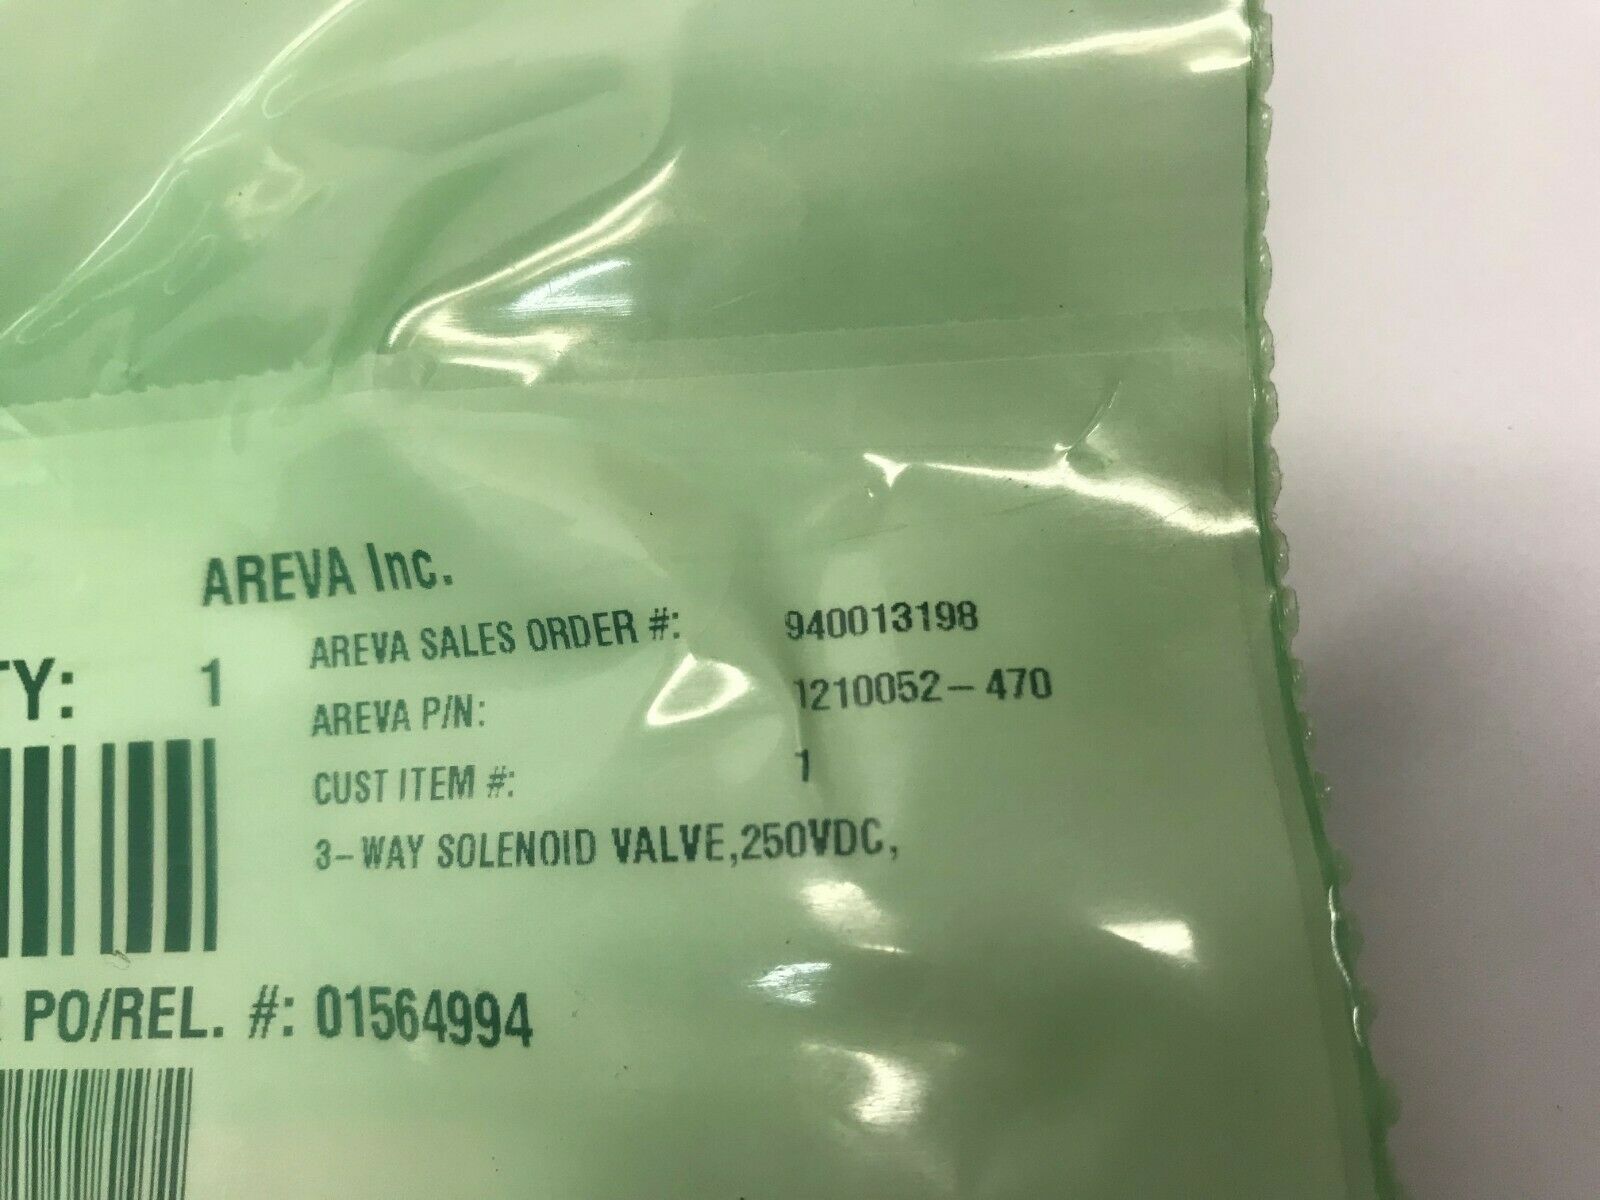 AREVA Inc.
AREVA SALES ORDER #: 940013198
TY: 1
AREVA P/N: 1210052-470
CUST ITEM #: 1
3-WAY SOLENOID VALVE,250VDC,
PO/REL. #: 01564994